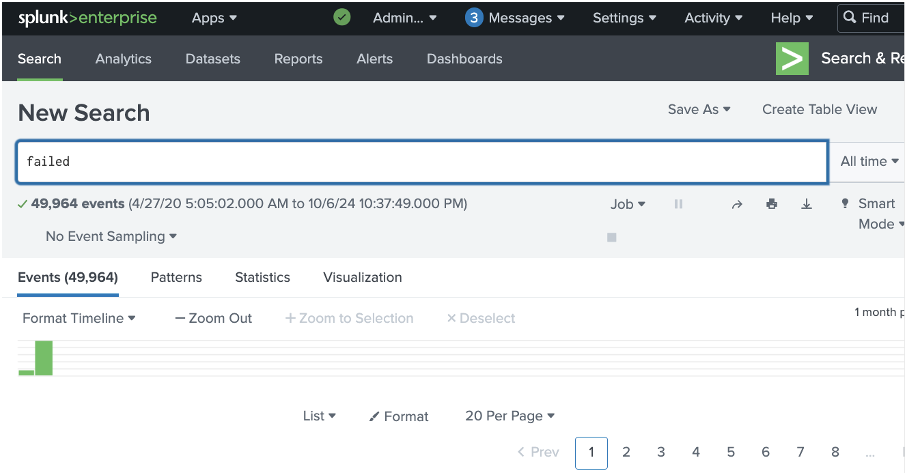 splunk>enterprise Apps Admin... 3 Messages Settings Activity Help Find
Search Analytics Datasets Reports Alerts Dashboards > Search & Re
New Search Save As Create Table View
failed All time
49,964 events (4/27/20 5:05:02.000 AM to 10/6/24 10:37:49.000 PM) Job Smart
Mode
No Event Sampling
Events (49,964) Patterns Statistics Visualization
Format Timeline — Zoom Out + Zoom to Selection × Deselect 1 month p
List Format 20 Per Page
< Prev 1 2 3 4 5 6 7 8 ...